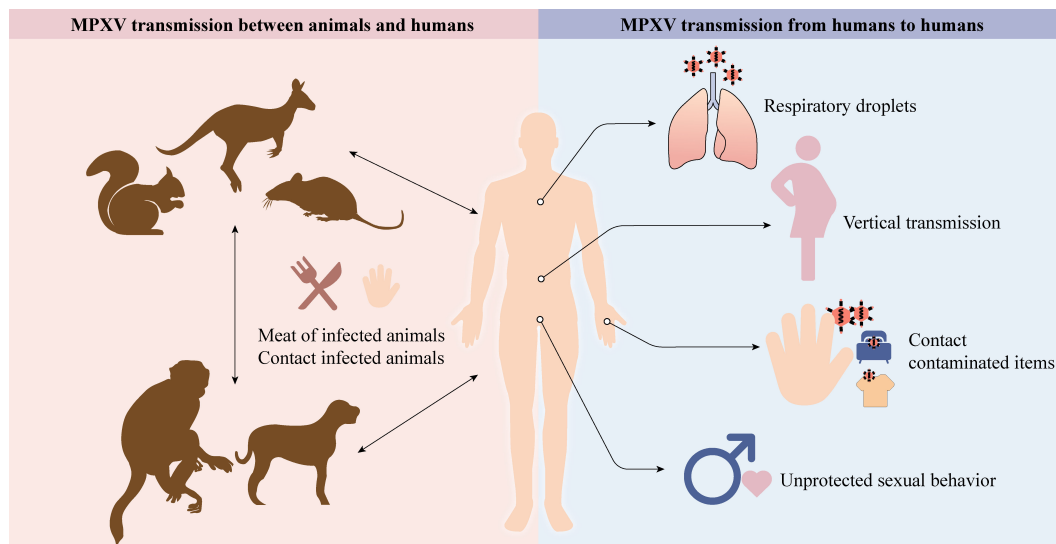 MPXV transmission between animals and humans
MPXV transmission from humans to humans
Respiratory droplets
Vertical transmission
Meat of infected animals
Contact infected animals
Contact
contaminated items
Unprotected sexual behavior